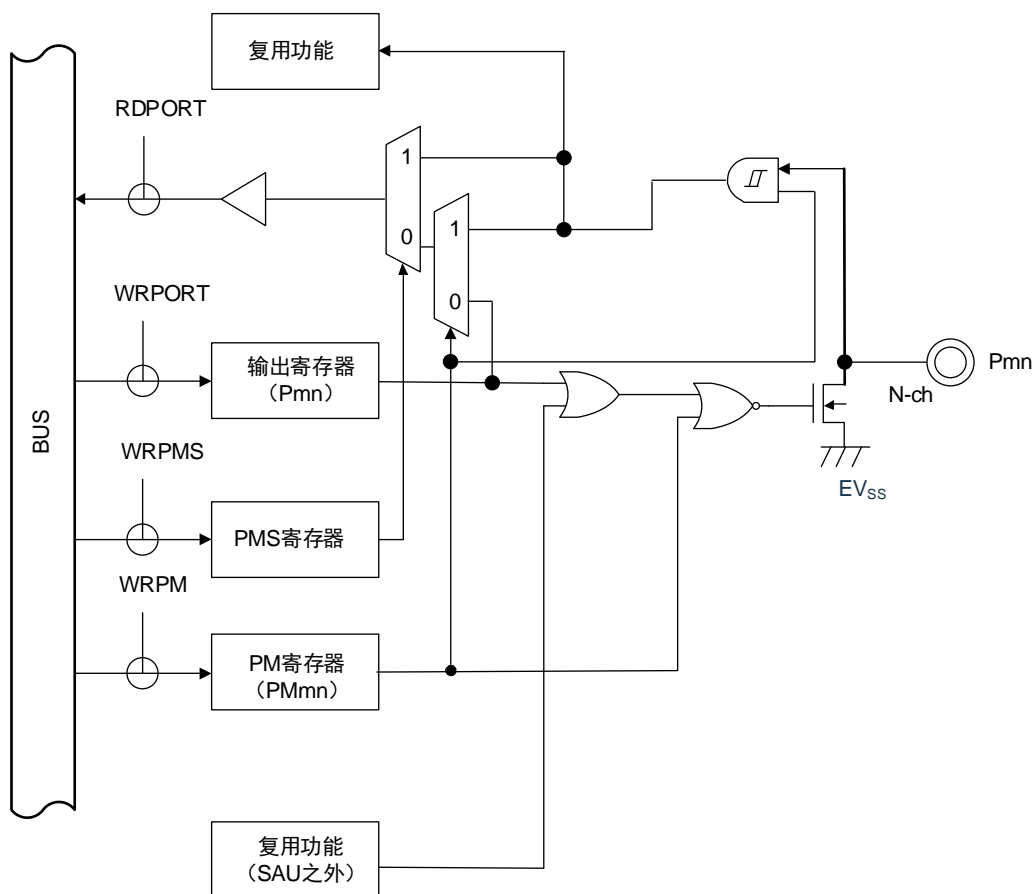 复用功能
RDPORT
1
0
1
0
WRPORT
输出寄存器
（Pmn）
Pmn
N-ch
EVSS
BUS
WRPMS
PMS寄存器
WRPM
PM寄存器
（PMmn）
复用功能
（SAU之外）